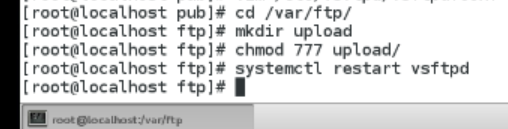 [root@localhost pub]# cd /var/ftp/
[root@localhost ftp]# mkdir upload
[root@localhost ftp]# chmod 777 upload/
[root@localhost ftp]# systemctl restart vsftpd
[root@localhost ftp]#
root@localhost:/var/ftp